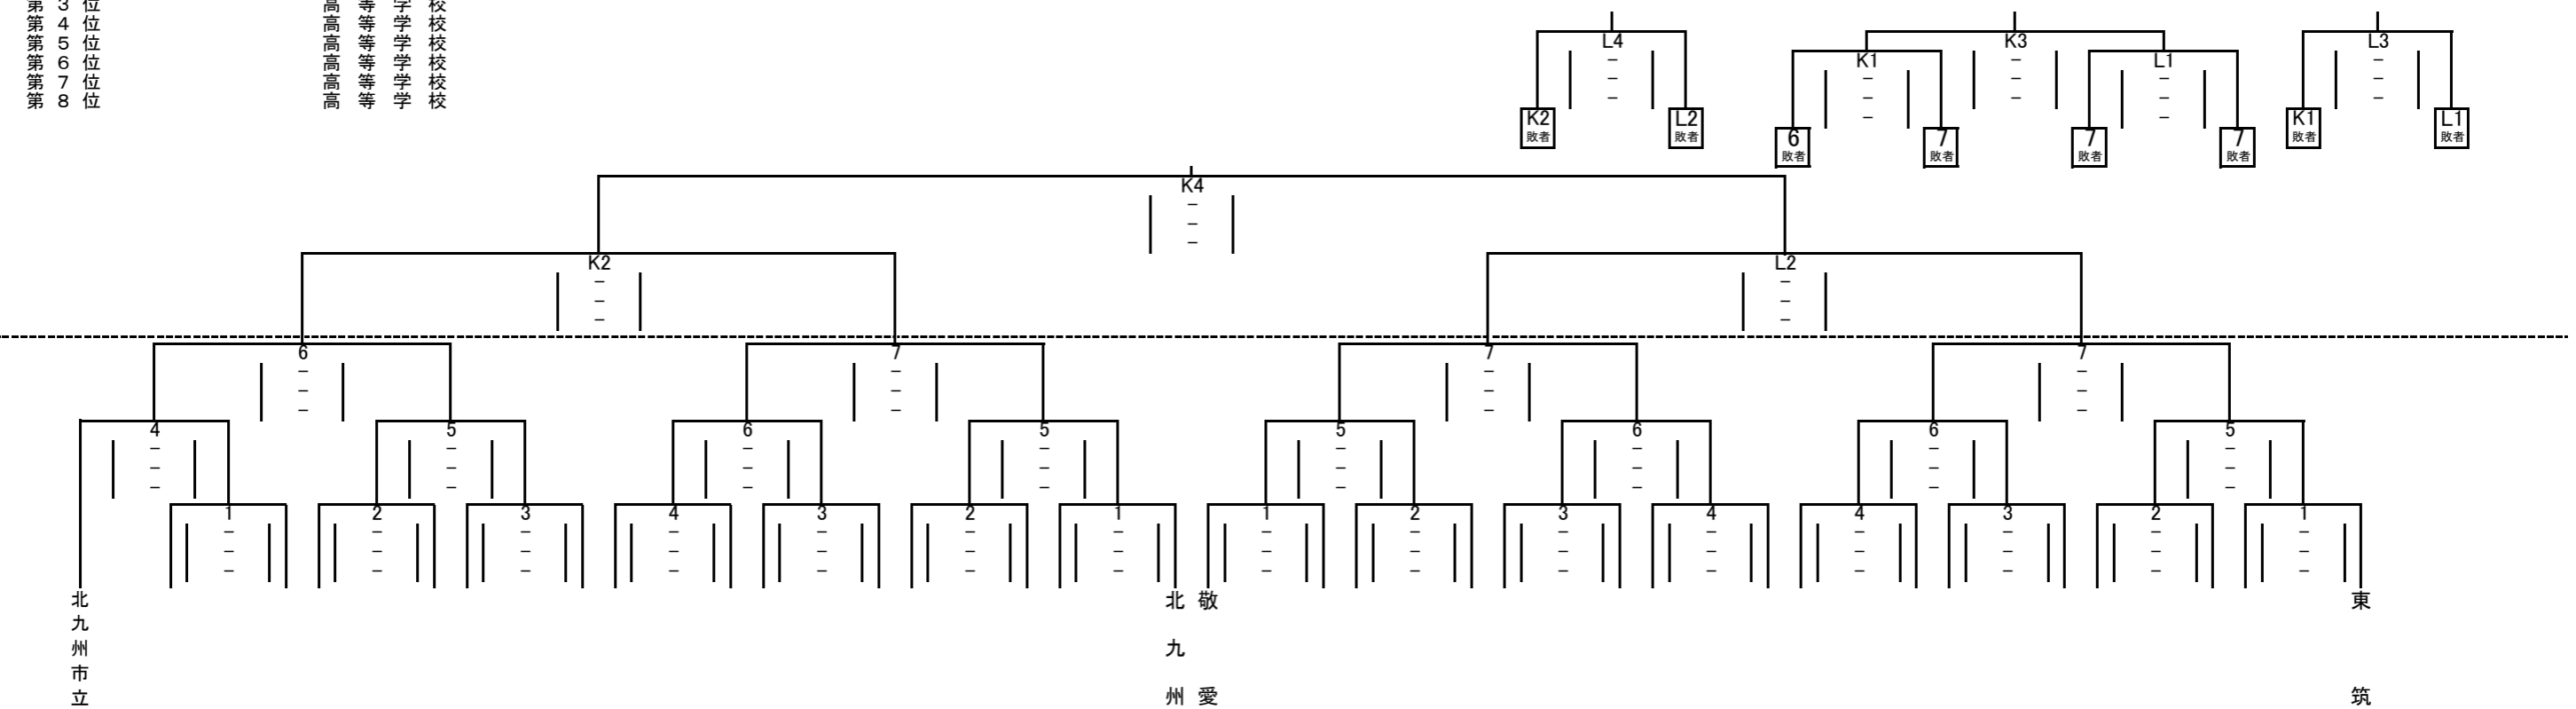 第 3 位 高 等 学 校
第 4 位 高 等 学 校
第 5 位 高 等 学 校
第 6 位 高 等 学 校
第 7 位 高 等 学 校
第 8 位 高 等 学 校
L4 K3 L3
K1 L1
K2 L2 K1 L1
敗者 敗者 敗者 敗者
6 7 7 7
敗者 敗者 敗者 敗者
K4
K2 L2
6 7 7 7
4 5 6 5 5 6 6 5
1 2 3 4 3 2 1 1 2 3 4 4 3 2 1
北九州市立
北九州
敬愛
東筑